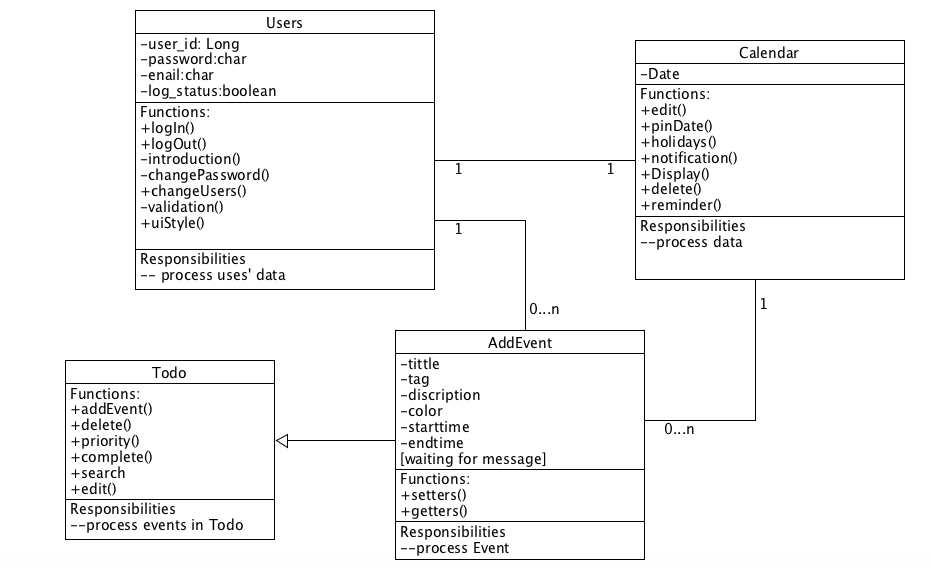 Users
-user_id: Long
-password:char
-enail:char
-log_status:boolean
Functions:
+logIn()
+logOut()
-introduction()
-changePassword()
+changeUsers()
-validation()
+uiStyle()
Responsibilities
-- process uses' data
Calendar
-Date
Functions:
+edit()
+pinDate()
+holidays()
+notification()
+Display()
+delete()
+reminder()
Responsibilities
--process data
1
1
1
0...n
1
0...n
AddEvent
-tittle
-tag
-discription
-color
-starttime
-endtime
[waiting for message]
Functions:
+setters()
+getters()
Responsibilities
--process Event
Todo
Functions:
+addEvent()
+delete()
+priority()
+complete()
+search
+edit()
Responsibilities
--process events in Todo